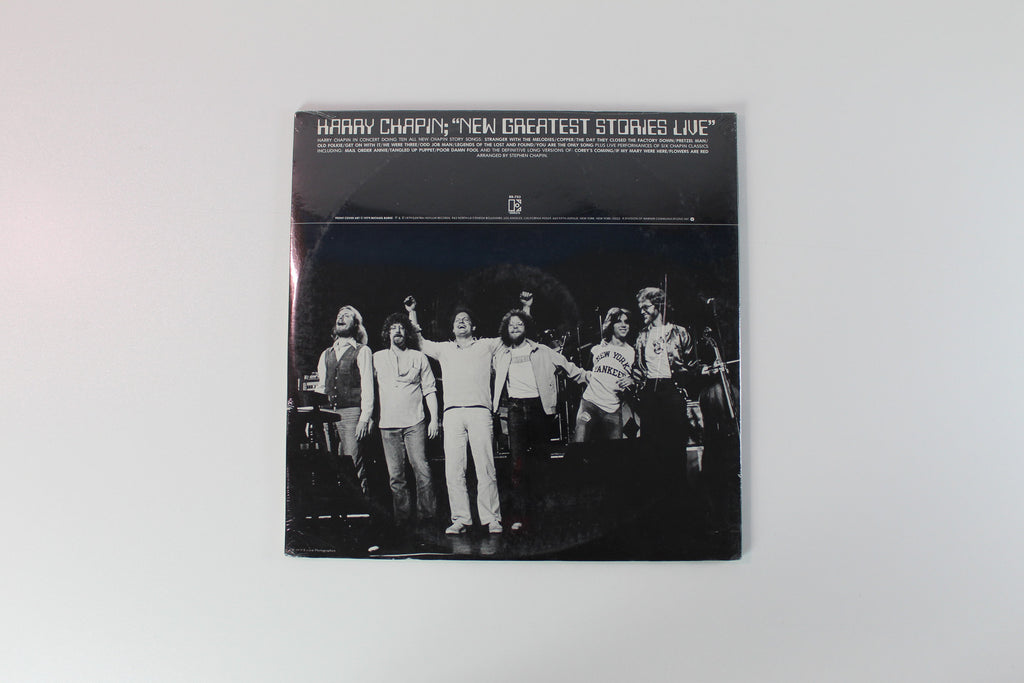 HARRY CHAPIN; "NEW GREATEST STORIES LIVE"
HARRY CHAPIN IN CONCERT DOING TEN ALL NEW CHAPIN STORY SONGS: STRANGER WITH THE MELODIES/COPPER/THE DAY THEY CLOSED THE FACTORY DOWN/PRETZEL MAN/
OLD FOLKIE/GET ON WITH IT/WE WERE THREE/ODD JOB MAN/LEGENDS OF THE LOST AND FOUND/YOU ARE THE ONLY SONG PLUS LIVE PERFORMANCES OF SIX CHAPIN CLASSICS
INCLUDING: MAIL ORDER ANNIE/TANGLED UP PUPPET/POOR DAMN FOOL AND THE DEFINITIVE LONG VERSIONS OF: COREY'S COMING/IF MY MARY WERE HERE/FLOWERS ARE RED
ARRANGED BY STEPHEN CHAPIN.
NEW YORK
YANKEES